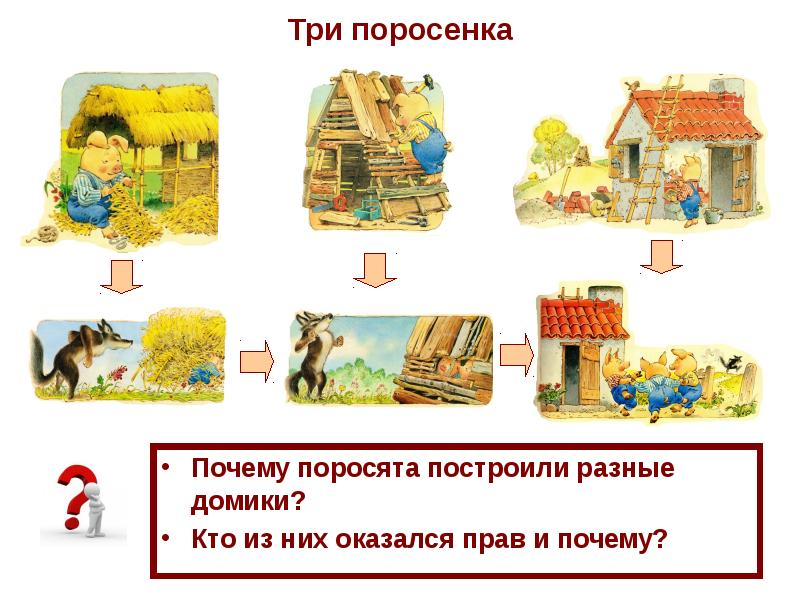 Три поросенка
• Почему поросята построили разные
домики?
• Кто из них оказался прав и почему?